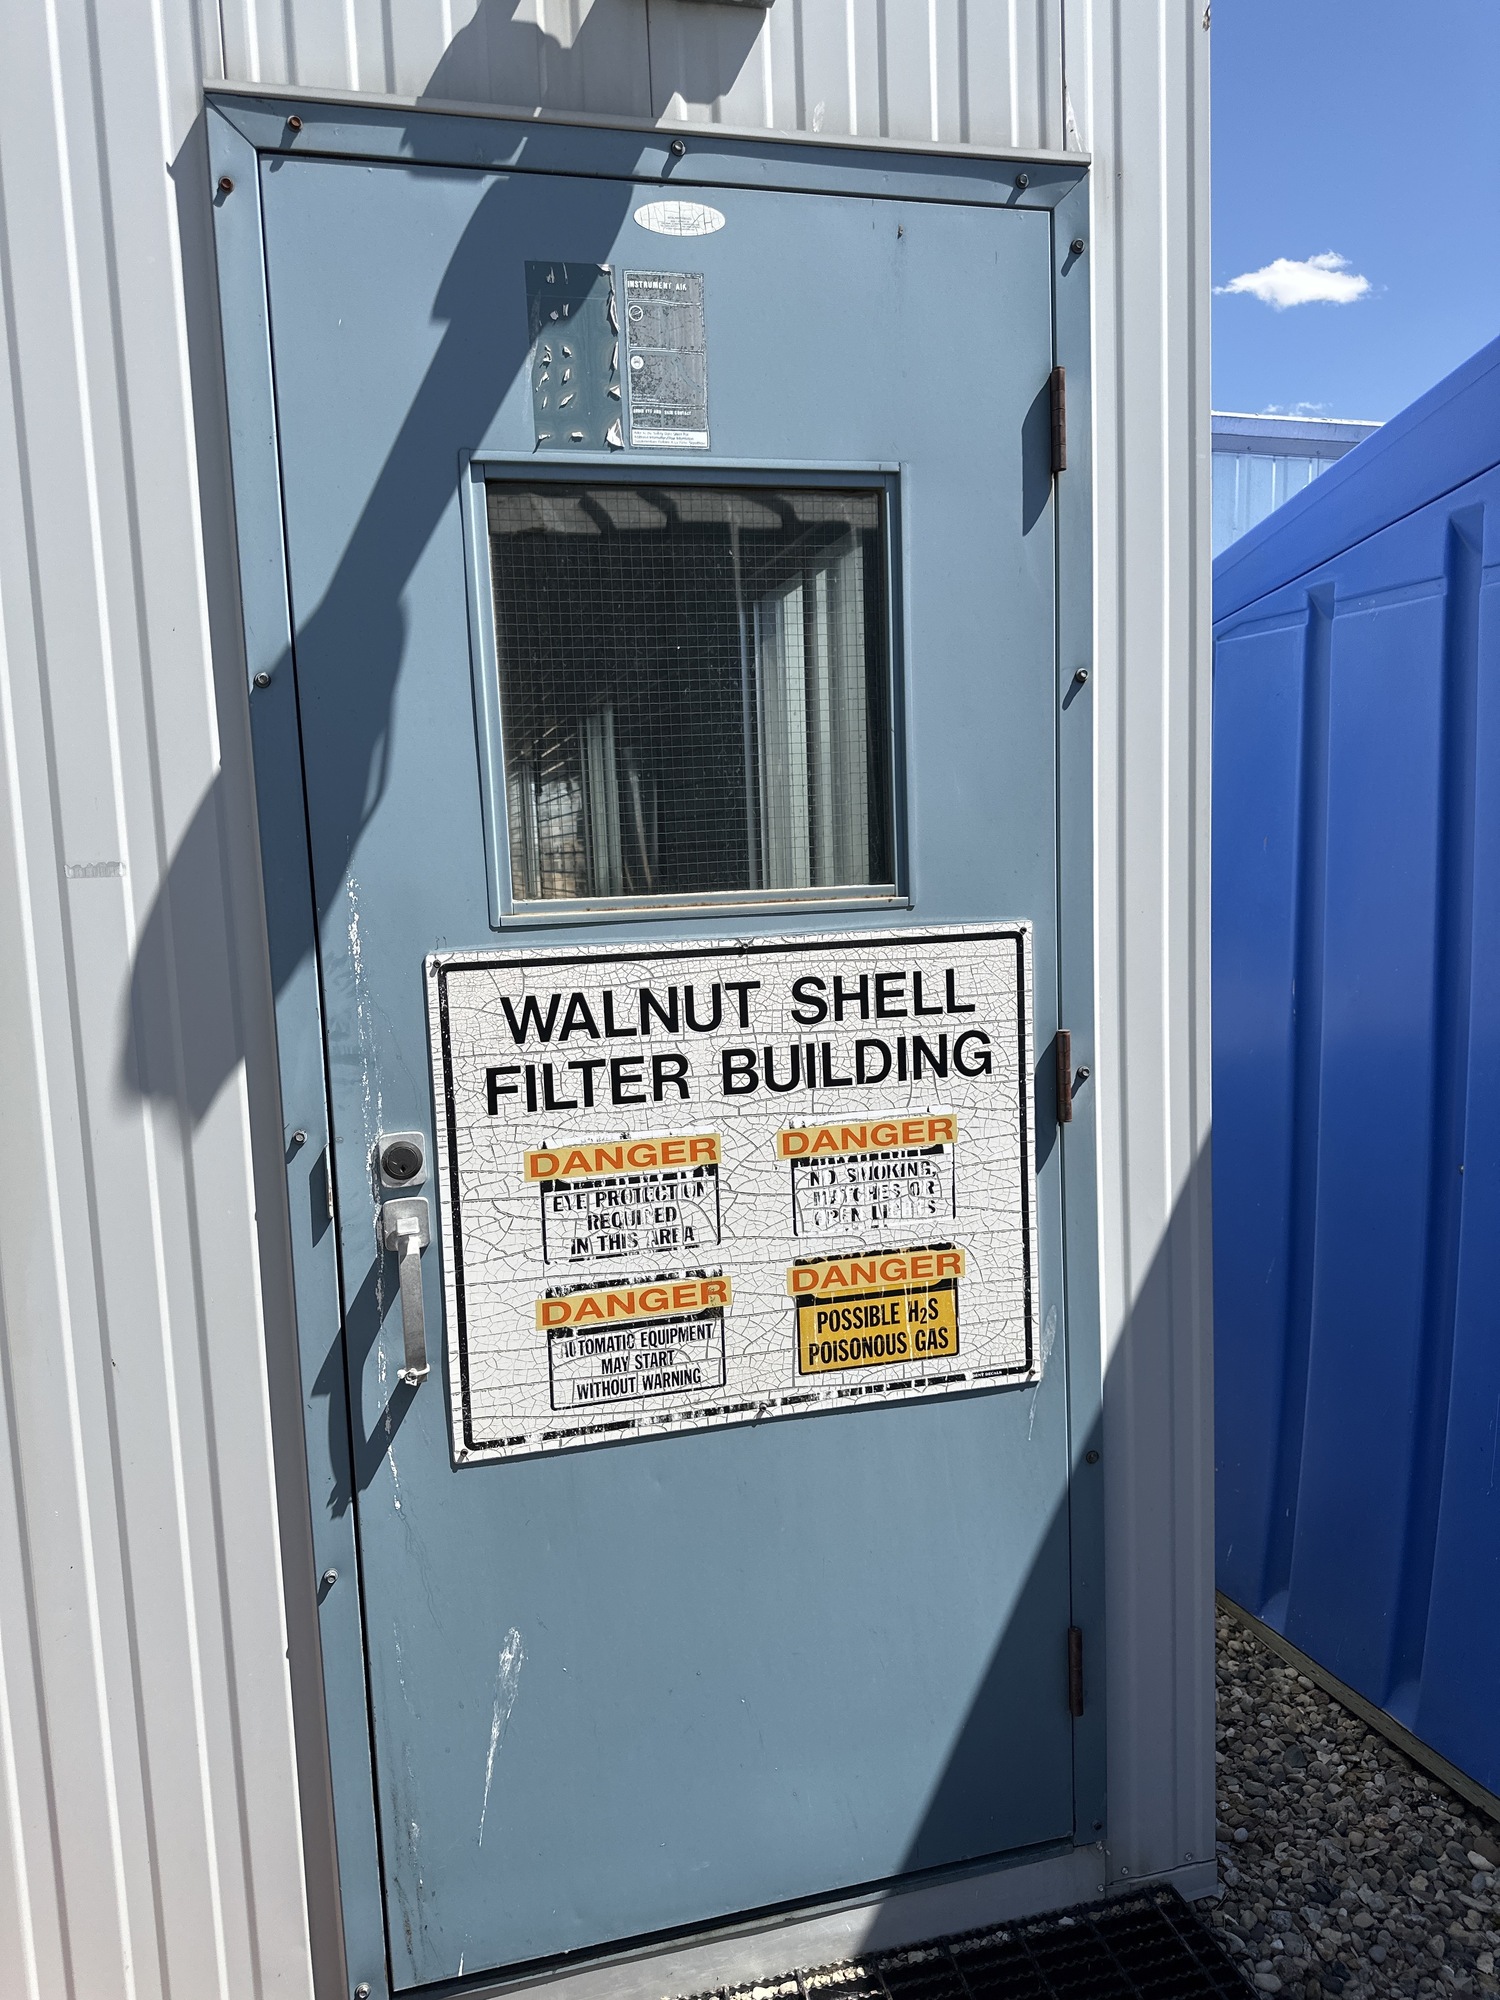 INSTRUMENT AIR
WALNUT SHELL
FILTER BUILDING
DANGER
EYE PROTECTION
REQUIRED
IN THIS AREA
DANGER
NO SMOKING,
MATCHES OR
OPEN LIGHTS
DANGER
AUTOMATIC EQUIPMENT
MAY START
WITHOUT WARNING
DANGER
POSSIBLE H₂S
POISONOUS GAS